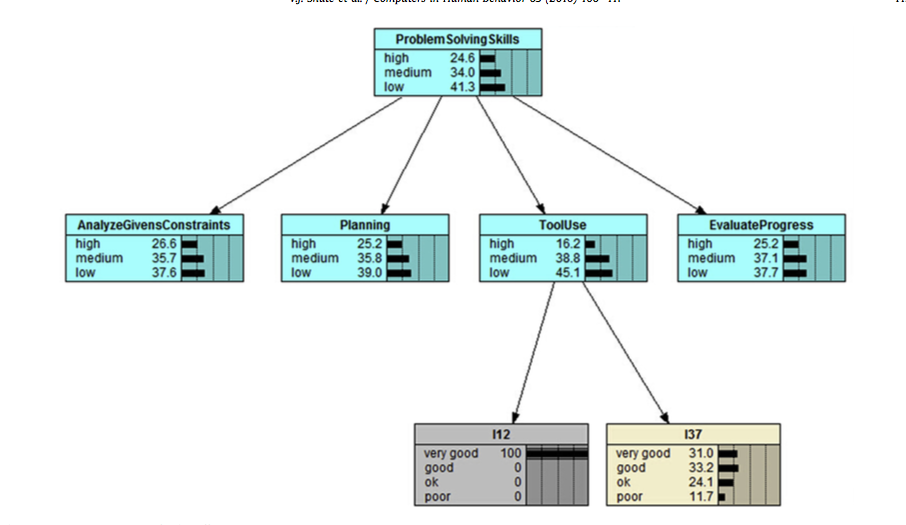 ProblemSolvingSkills
high 24.6
medium 34.0
low 41.3
AnalyzeGivensConstraints
high 26.6
medium 35.7
low 37.6
Planning
high 25.2
medium 35.8
low 39.0
ToolUse
high 16.2
medium 38.8
low 45.1
EvaluateProgress
high 25.2
medium 37.1
low 37.7
I12
very good 100
good 0
ok 0
poor 0
I37
very good 31.0
good 33.2
ok 24.1
poor 11.7